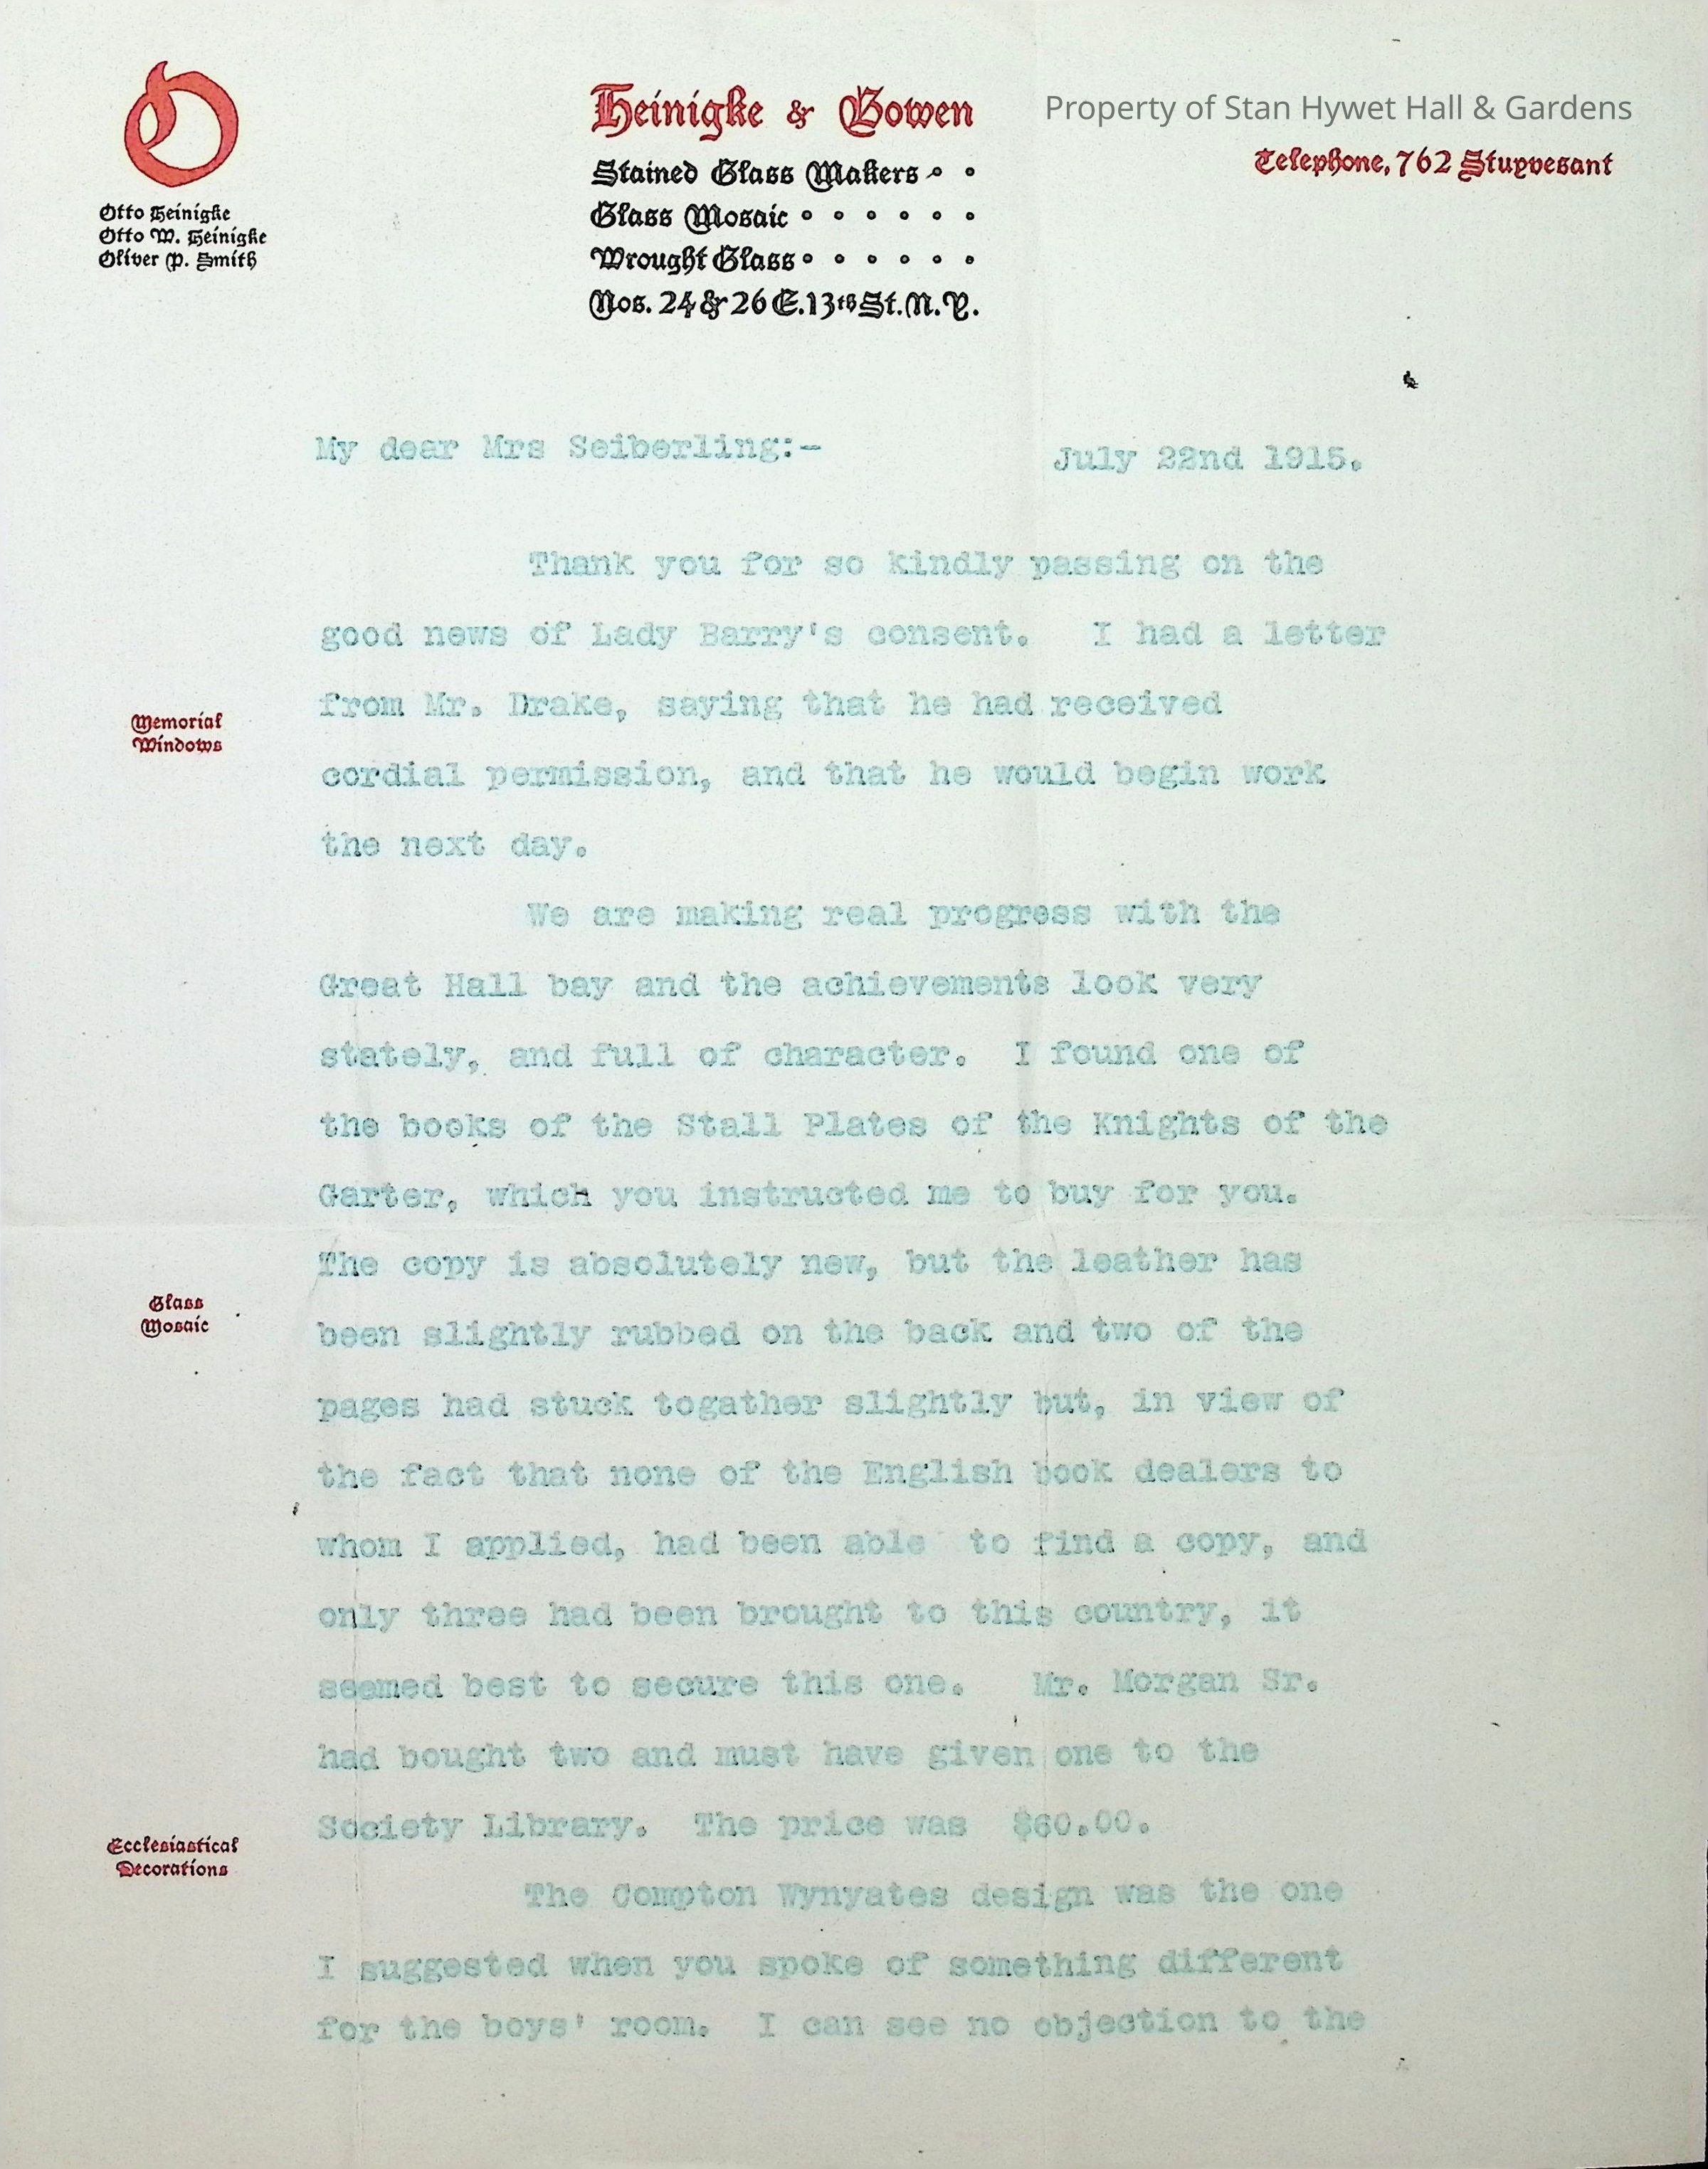 Heinigke & Bowen
Property of Stan Hywet Hall & Gardens
Telephone, 762 Stuyvesant
Stained Glass Makers
Glass Mosaic
Wrought Glass
Nos. 24 & 26 E. 13th St. N. Y.
Otto Heinigke
Otto W. Heinigke
Oliver P. Smith
My dear Mrs Seiberling:-
July 22nd 1915.
Thank you for so kindly passing on the
good news of Lady Barry's consent. I had a letter
from Mr. Drake, saying that he had received
cordial permission, and that he would begin work
the next day.
Memorial
Windows
We are making real progress with the
Great Hall bay and the achievements look very
stately, and full of character. I found one of
the books of the Stall Plates of the Knights of the
Garter, which you instructed me to buy for you.
The copy is absolutely new, but the leather has
been slightly rubbed on the back and two of the
pages had stuck togather slightly but, in view of
the fact that none of the English book dealers to
whom I applied, had been able to find a copy, and
only three had been brought to this country, it
seemed best to secure this one. Mr. Morgan Sr.
had bought two and must have given one to the
Society Library. The price was $60.00.
Glass
Mosaic
The Compton Wynyates design was the one
I suggested when you spoke of something different
for the boys' room. I can see no objection to the
Ecclesiastical
Decorations